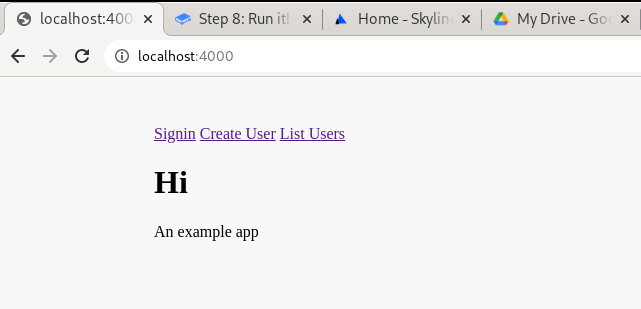 localhost:400
Step 8: Run it!
Home - Skyline
My Drive - Goo
localhost:4000
Signin Create User List Users
Hi
An example app